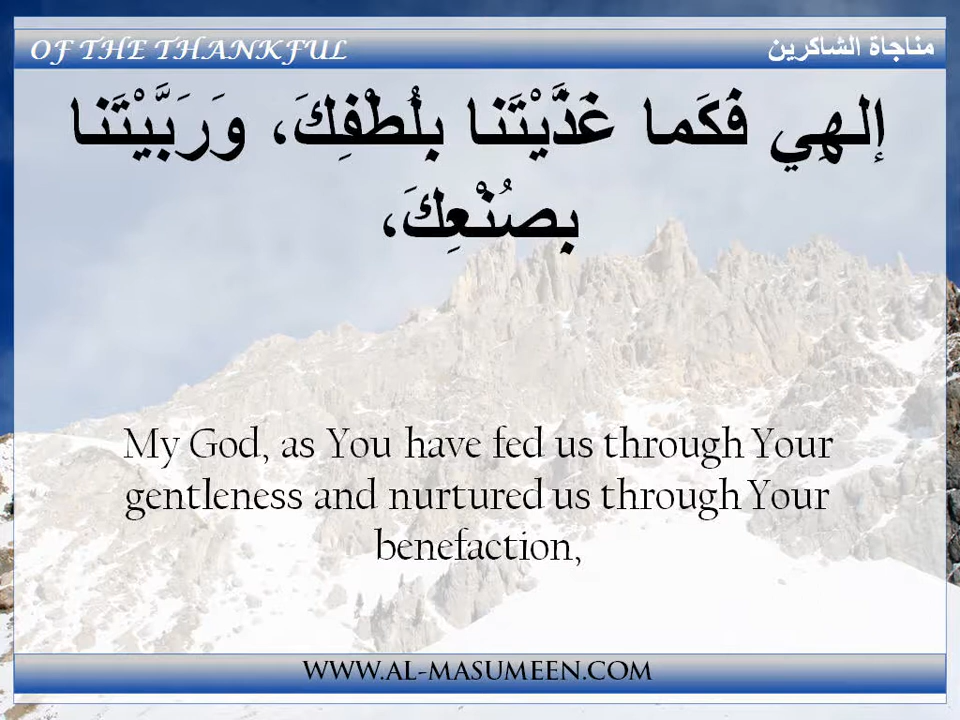 OF THE THANKFUL
مناجاة الشاكرين
إلهِي فَكَما غَذَّيْتَنا بِلُطْفِكَ، وَرَبَّيْتَنا
بِصُنْعِكَ،
My God, as You have fed us through Your
gentleness and nurtured us through Your
benefaction,
WWW.AL-MASUMEEN.COM